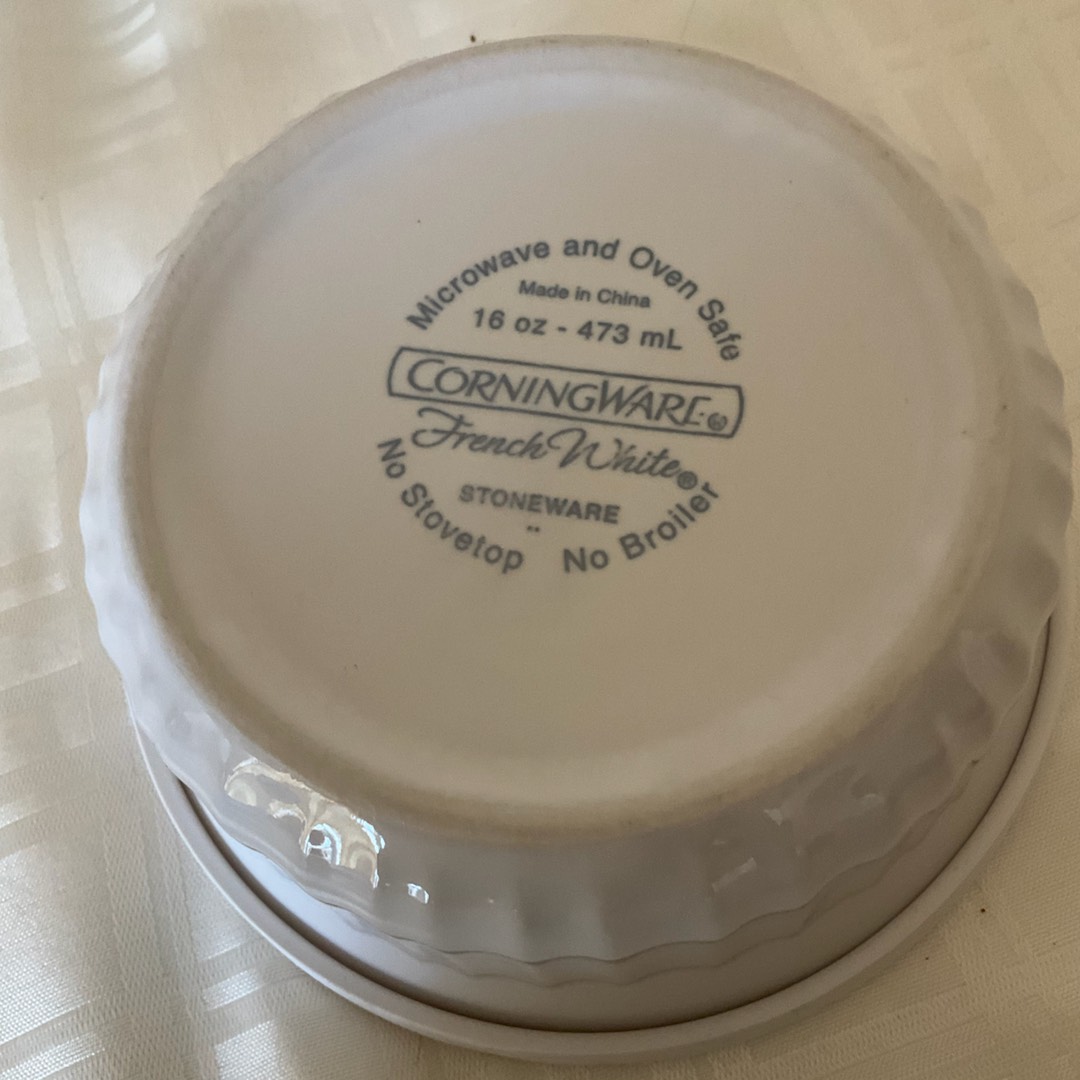 Microwave and Oven Safe
Made in China
16 oz - 473 mL
CORNINGWARE®
French White®
STONEWARE
No Stovetop No Broiler